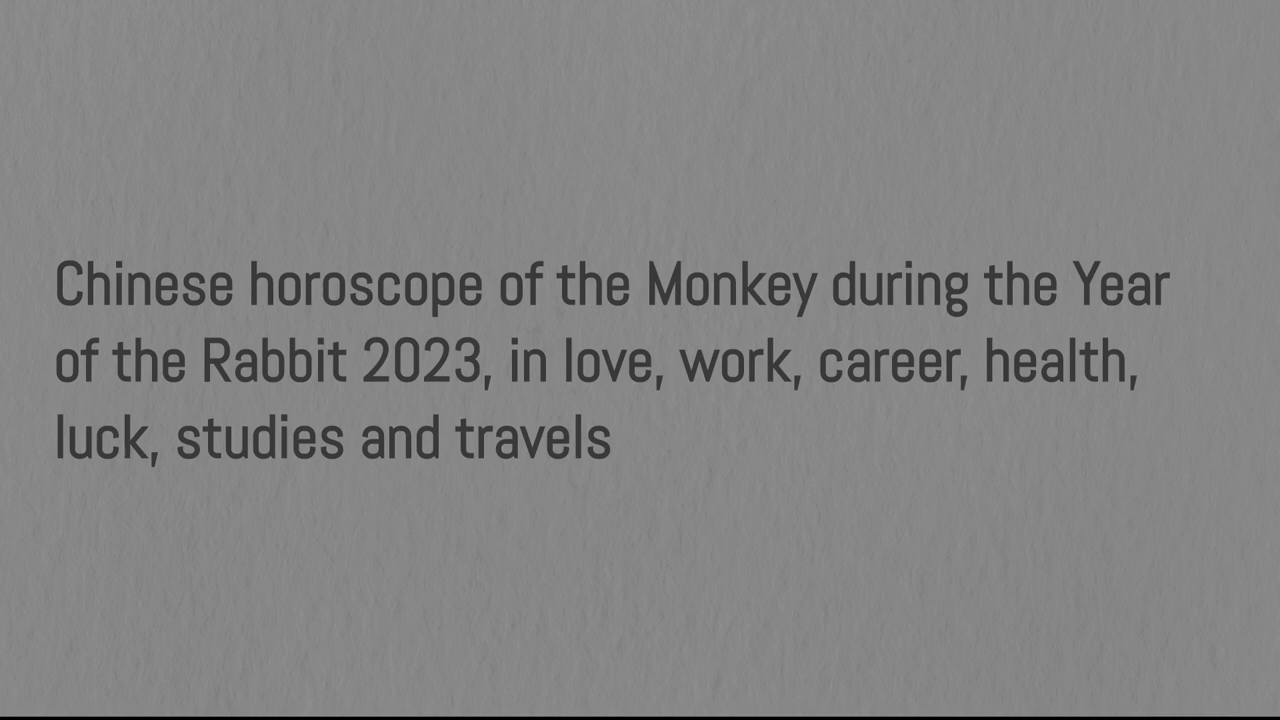 Chinese horoscope of the Monkey during the Year
of the Rabbit 2023, in love, work, career, health,
luck, studies and travels